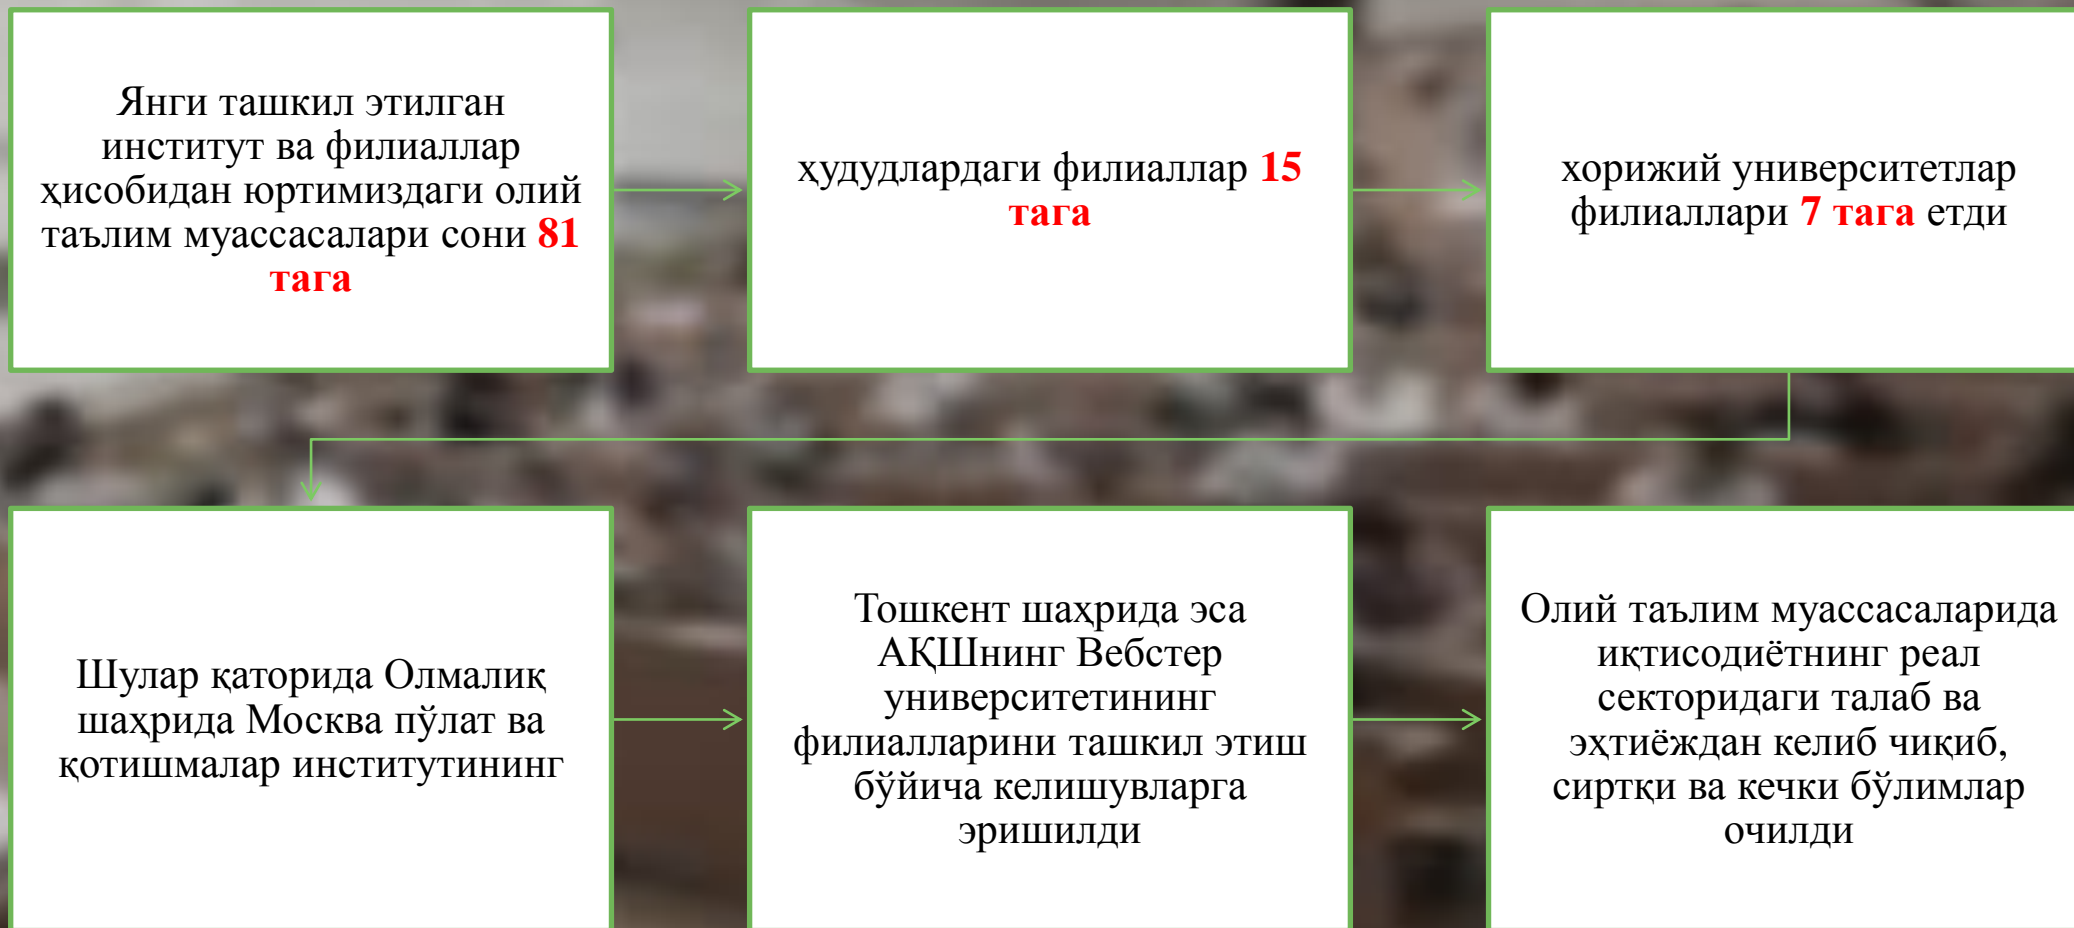 Янги ташкил этилган
институт ва филиаллар
ҳисобидан юртимиздаги олий
таълим муассасалари сони 81
тага
ҳудудлардаги филиаллар 15
тага
хорижий университетлар
филиаллари 7 тага етди
Шулар қаторида Олмалиқ
шаҳрида Москва пўлат ва
қотишмалар институтининг
Тошкент шаҳрида эса
АҚШнинг Вебстер
университетининг
филиалларини ташкил этиш
бўйича келишувларга
эришилди
Олий таълим муассасаларида
иқтисодиётнинг реал
секторидаги талаб ва
эҳтиёждан келиб чиқиб,
сиртқи ва кечки бўлимлар
очилди